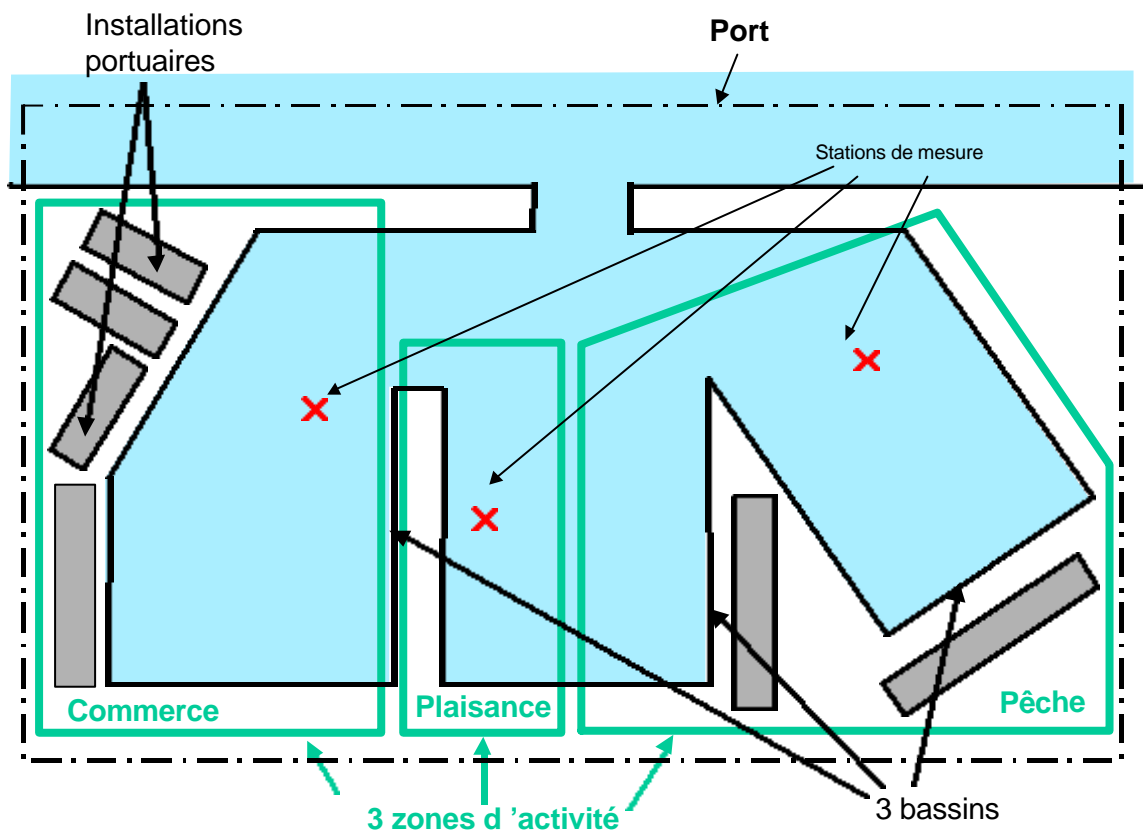 Installations
portuaires
Port
Stations de mesure
Commerce
Plaisance
Pêche
3 zones d ’activité
3 bassins